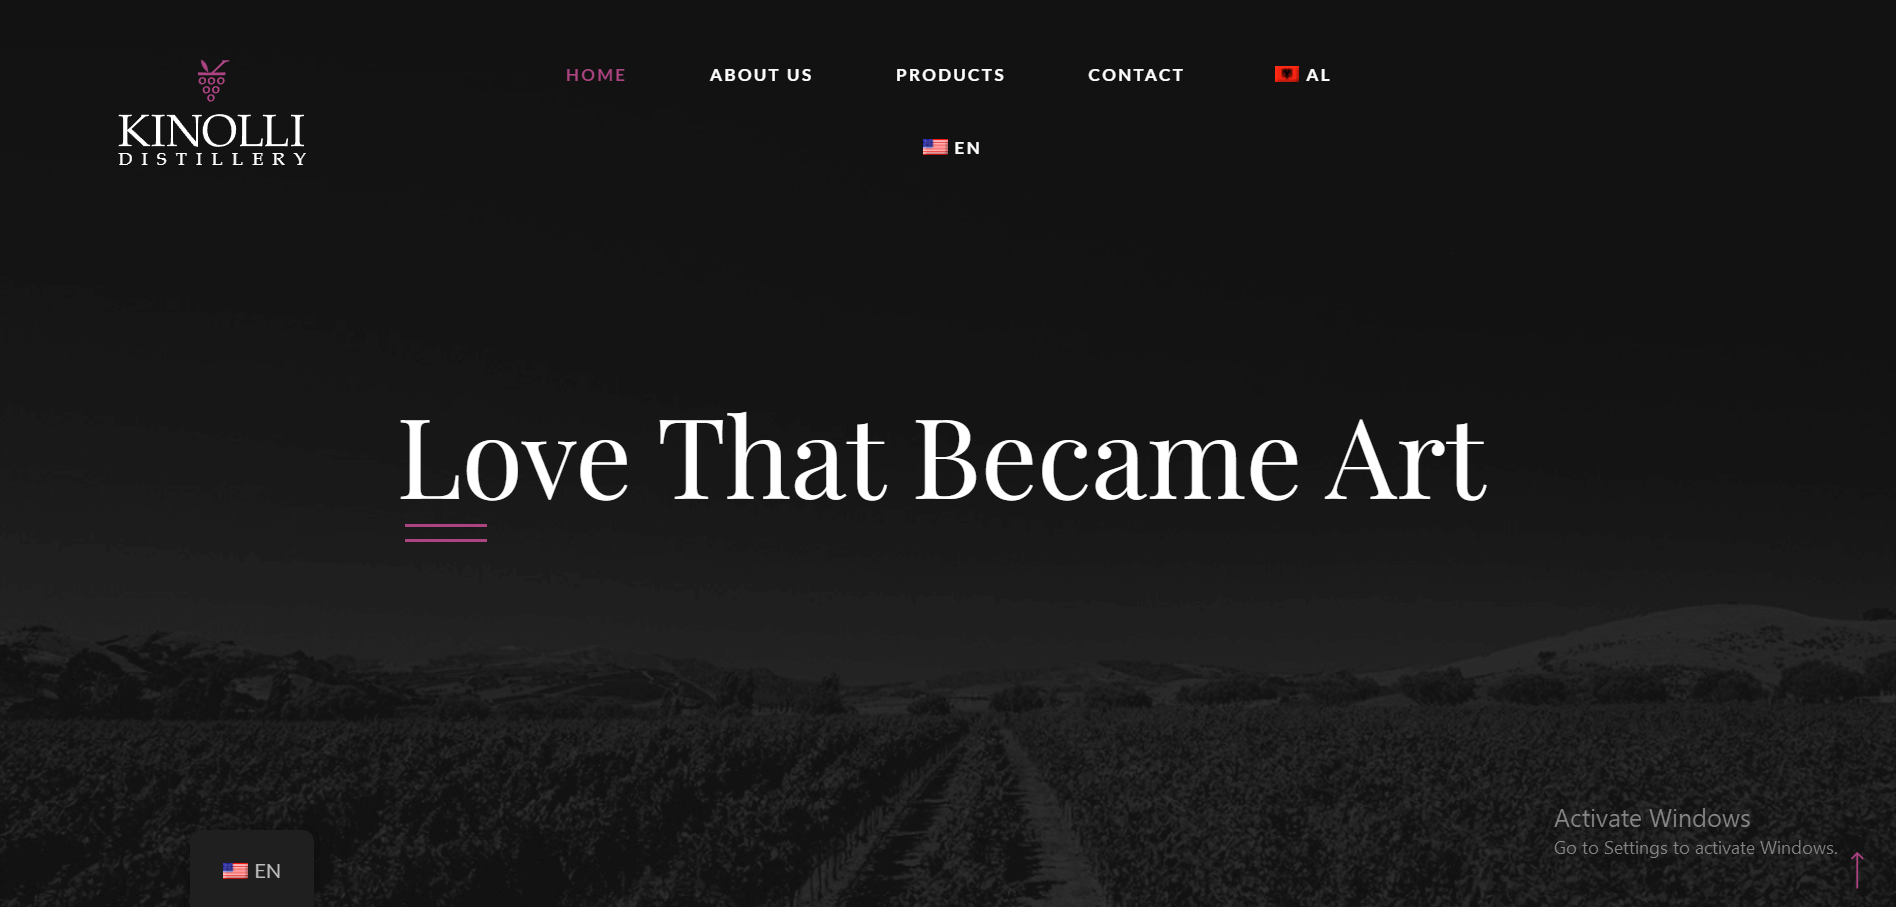 KINOLLI
DISTILLERY
HOME
ABOUT US
PRODUCTS
CONTACT
AL
EN
Love That Became Art
Activate Windows
Go to Settings to activate Windows.
EN